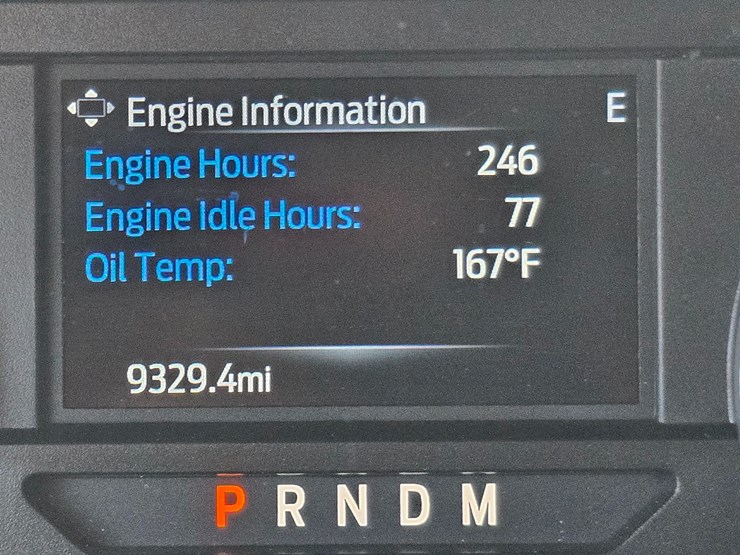 Engine Information E
Engine Hours: 246
Engine Idle Hours: 77
Oil Temp: 167°F
9329.4mi
P R N D M